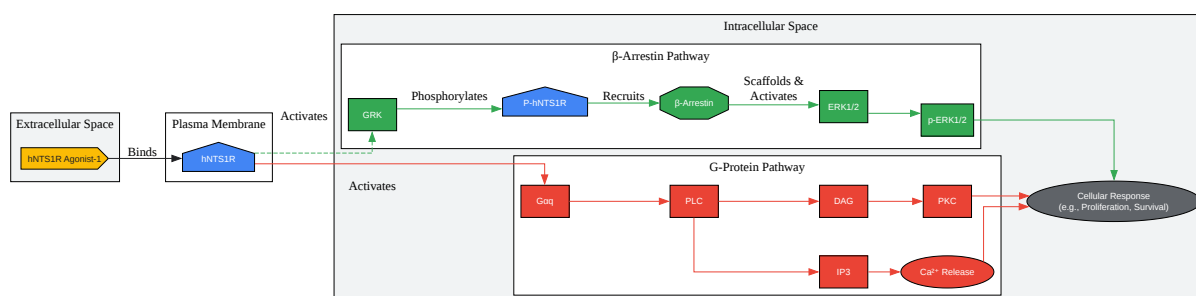 Intracellular Space
β-Arrestin Pathway
Scaffolds &
Activates
Phosphorylates
P-hNTS1R
Recruits
β-Arrestin
ERK1/2
GRK
p-ERK1/2
Activates
Extracellular Space
Plasma Membrane
hNTS1R Agonist-1
Binds
hNTS1R
G-Protein Pathway
Activates
Gαq
PLC
DAG
PKC
Cellular Response
(e.g., Proliferation, Survival)
IP3
Ca²⁺ Release